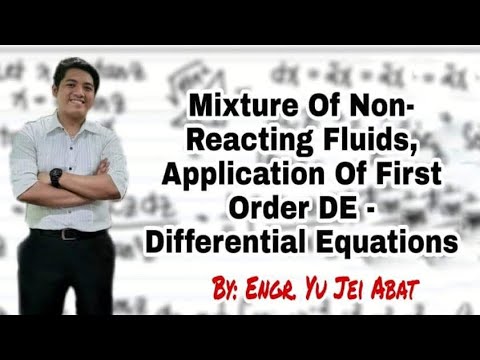 Mixture Of Non-
Reacting Fluids,
Application Of First
Order DE -
Differential Equations
By: Engr. Yu Jei Abat